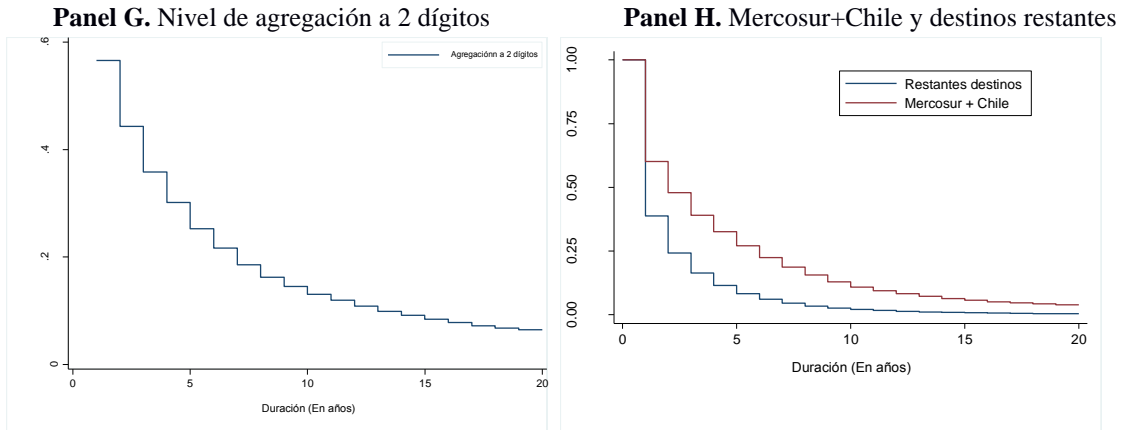 Panel G. Nivel de agregación a 2 dígitos
Agregaciónn a 2 dígitos
.6
.4
.2
0
0 5 10 15 20
Duración (En años)
Panel H. Mercosur+Chile y destinos restantes
Restantes destinos
Mercosur + Chile
1.00
0.75
0.50
0.25
0.00
0 5 10 15 20
Duración (En años)